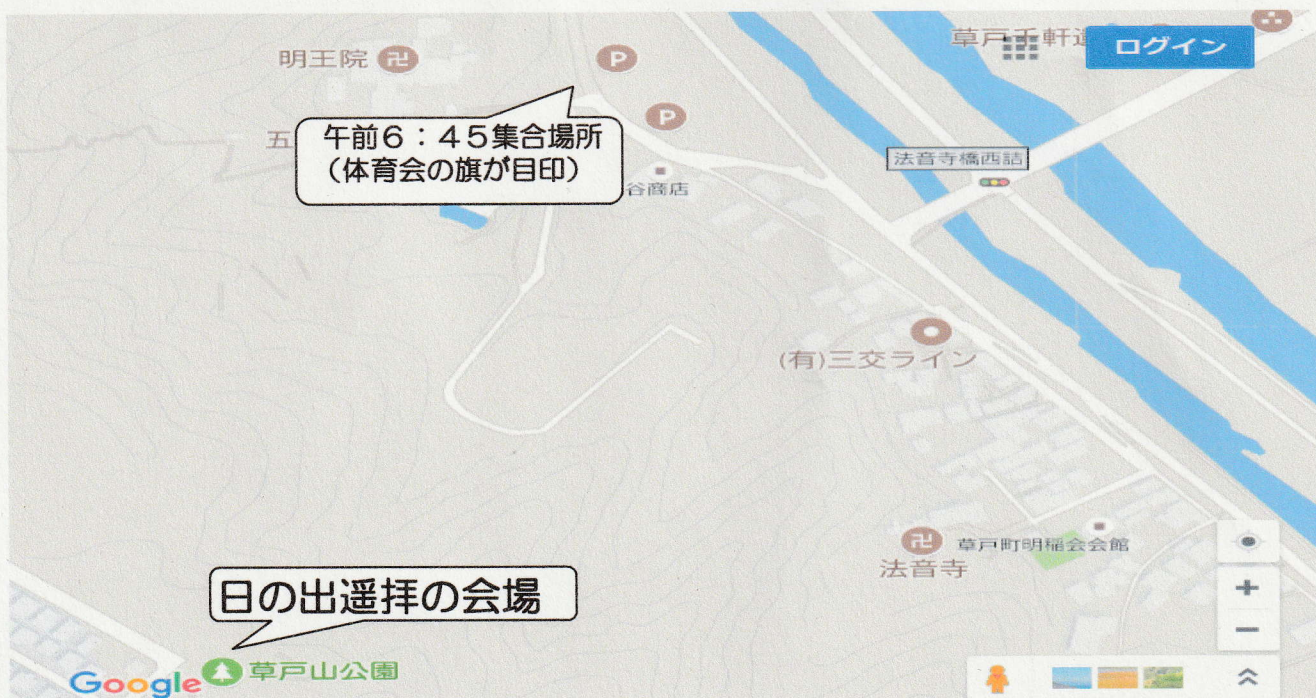 明王院
卍
P
草戸千軒
ログイン
午前6：45集合場所
（体育会の旗が目印）
五
P
谷商店
法音寺橋西詰
(有)三交ライン
卍
草戸町明稲会会館
法音寺
日の出遥拝の会場
Google
草戸山公園
+
−